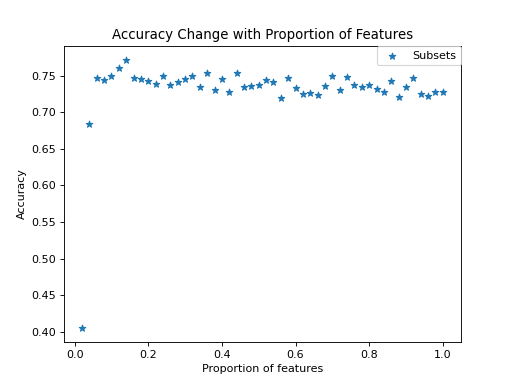 Accuracy Change with Proportion of Features
Subsets
Accuracy
0.75
0.70
0.65
0.60
0.55
0.50
0.45
0.40
0.0 0.2 0.4 0.6 0.8 1.0
Proportion of features